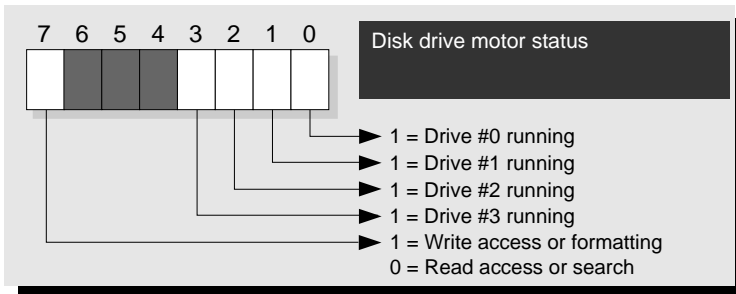 7 6 5 4 3 2 1 0
Disk drive motor status
1 = Drive #0 running
1 = Drive #1 running
1 = Drive #2 running
1 = Drive #3 running
1 = Write access or formatting
0 = Read access or search